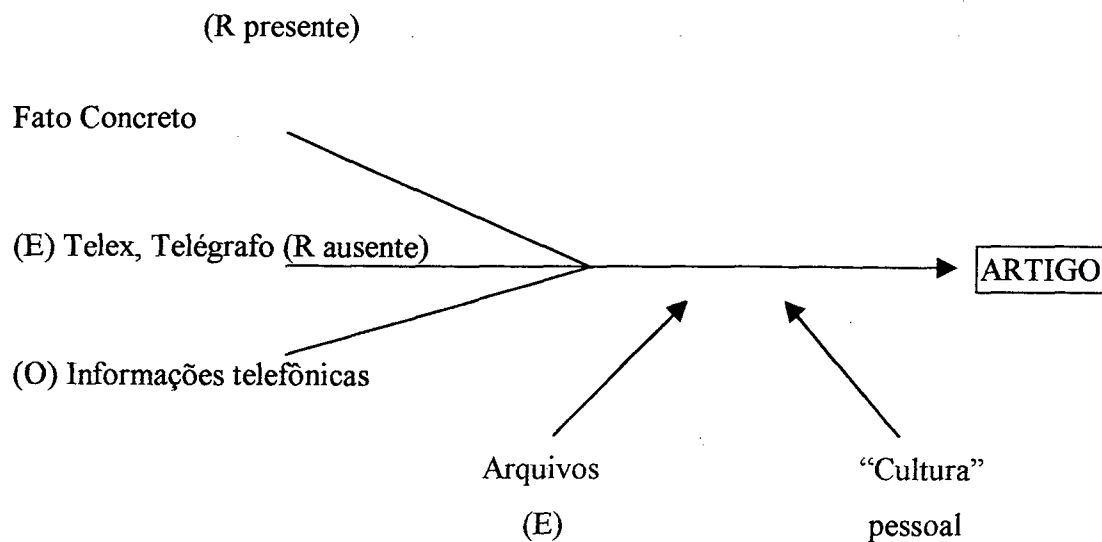 (R presente)
Fato Concreto
(E) Telex, Telégrafo (R ausente)
ARTIGO
(O) Informações telefônicas
Arquivos
(E)
“Cultura”
pessoal